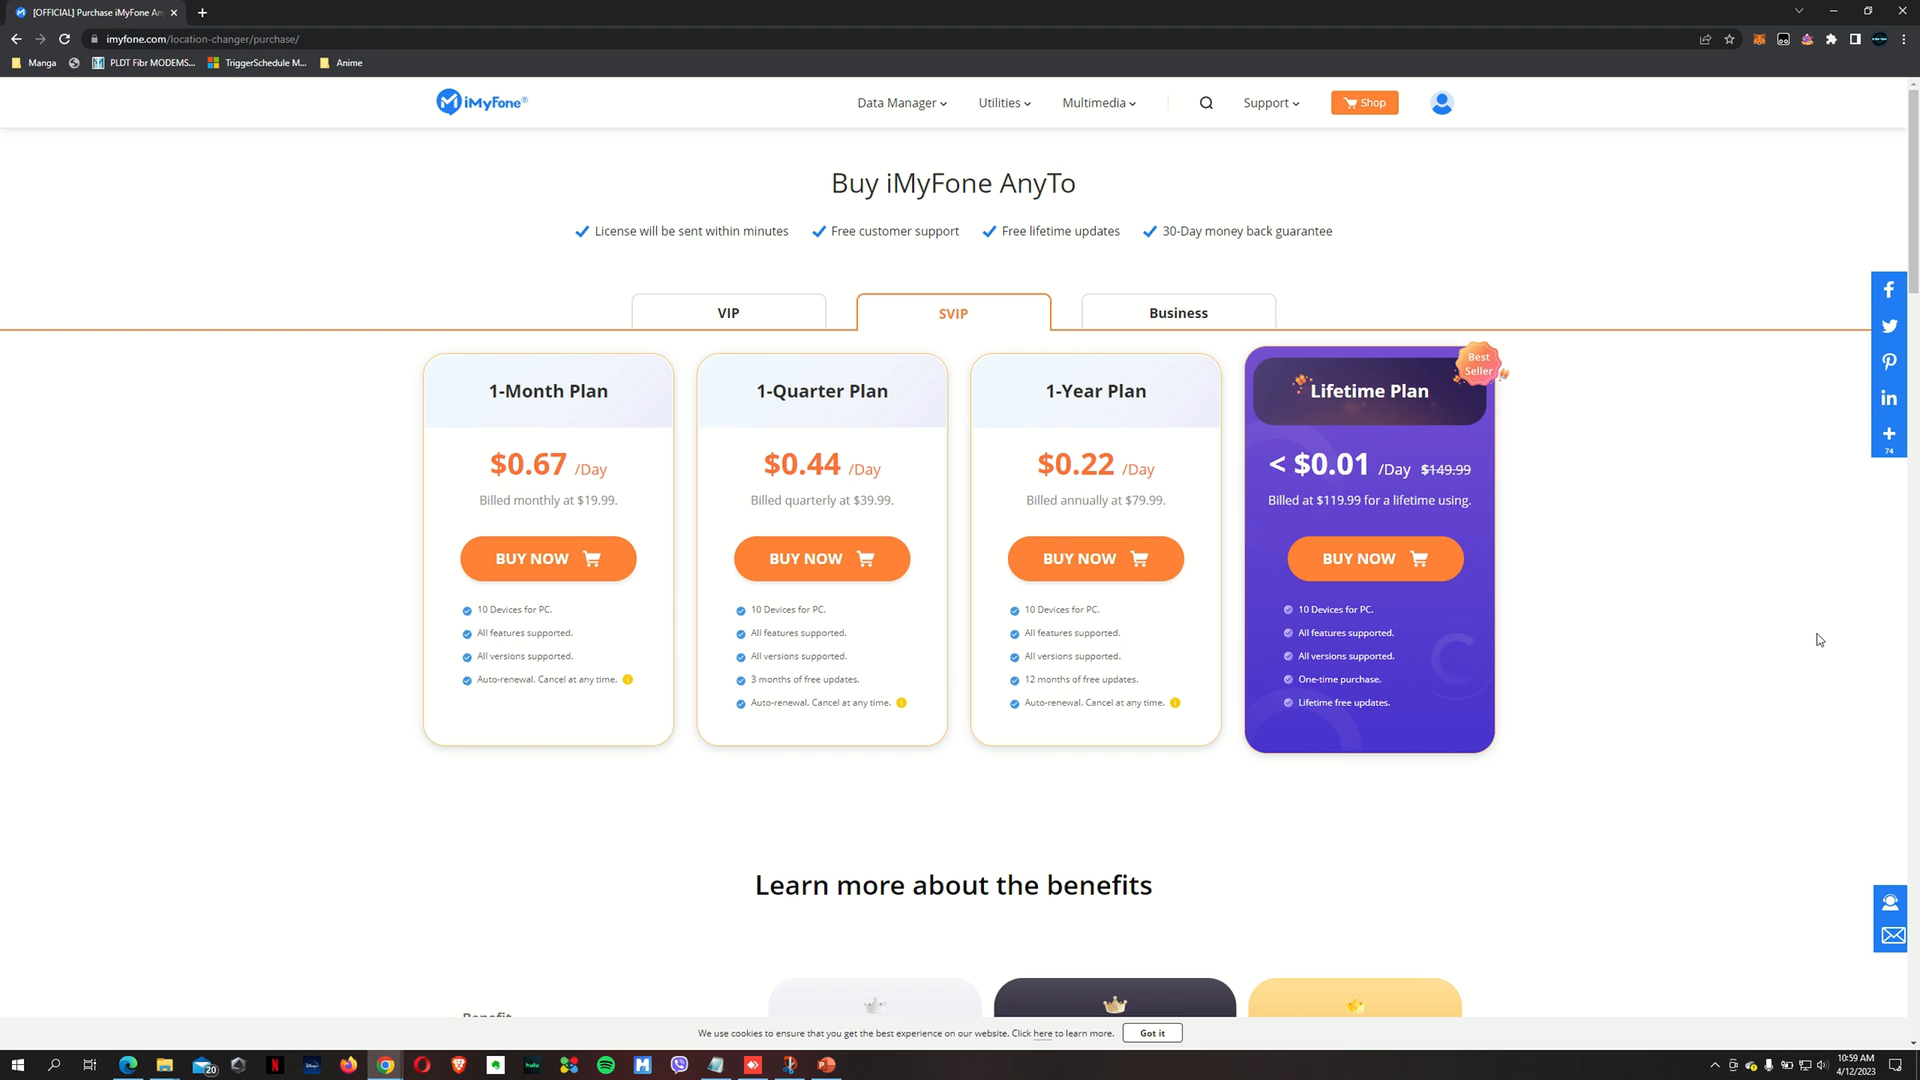 [OFFICIAL] Purchase iMyFone An
imyfone.com/location-changer/purchase/
Manga
PLDT Fibr MODEMS...
TriggerSchedule M...
Anime
iMyFone®
Data Manager
Utilities
Multimedia
Support
Shop
Buy iMyFone AnyTo
License will be sent within minutes
Free customer support
Free lifetime updates
30-Day money back guarantee
VIP
SVIP
Business
1-Month Plan
$0.67 /Day
Billed monthly at $19.99.
BUY NOW
10 Devices for PC.
All features supported.
All versions supported.
Auto-renewal. Cancel at any time.
1-Quarter Plan
$0.44 /Day
Billed quarterly at $39.99.
BUY NOW
10 Devices for PC.
All features supported.
All versions supported.
3 months of free updates.
Auto-renewal. Cancel at any time.
1-Year Plan
$0.22 /Day
Billed annually at $79.99.
BUY NOW
10 Devices for PC.
All features supported.
All versions supported.
12 months of free updates.
Auto-renewal. Cancel at any time.
Best
Seller
Lifetime Plan
< $0.01 /Day $149.99
Billed at $119.99 for a lifetime using.
BUY NOW
10 Devices for PC.
All features supported.
All versions supported.
One-time purchase.
Lifetime free updates.
74
Learn more about the benefits
Benefit
We use cookies to ensure that you get the best experience on our website. Click here to learn more.
Got it
20
hulu
10:59 AM
4/12/2023